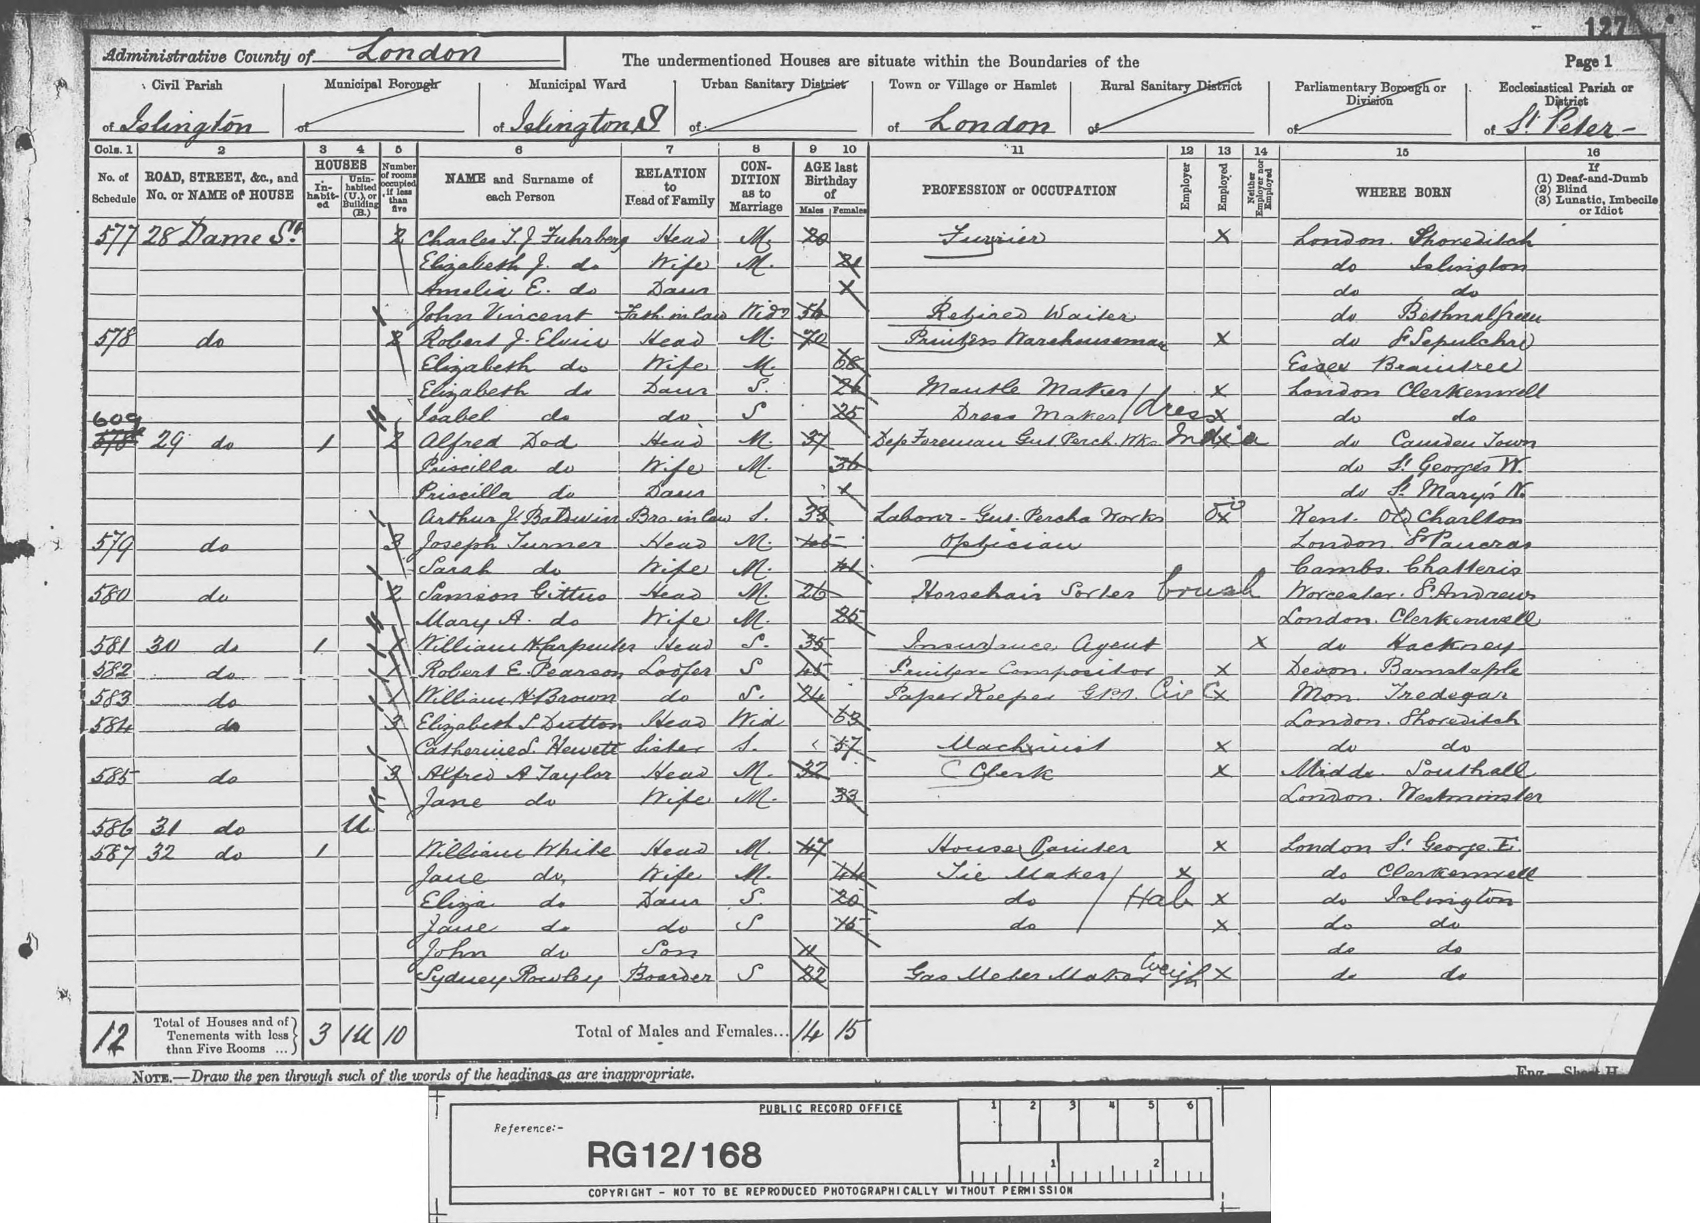 127
Administrative County of London
The undermentioned Houses are situate within the Boundaries of the
Page 1
Civil Parish of Islington
Municipal Borough of
Municipal Ward of Islington S
Urban Sanitary District of
Town or Village or Hamlet of London
Rural Sanitary District of
Parliamentary Borough or Division of
Ecclesiastical Parish or District of St. Peter
Cols. 1 2 3 4 5 6 7 8 9 10 11 12 13 14 15 16
No. of Schedule
ROAD, STREET, &c., and No. or NAME of HOUSE
HOUSES
In-habit-ed
Unin-habited (U.), or Building (B.)
Number of rooms occupied if less than five
NAME and Surname of each Person
RELATION to Head of Family
CON-DITION as to Marriage
AGE last Birthday of
Males Females
PROFESSION or OCCUPATION
Employer
Employed
Neither Employer nor Employed
WHERE BORN
If
(1) Deaf-and-Dumb
(2) Blind
(3) Lunatic, Imbecile or Idiot
577 28 Dame St. 2 Charles T. J. Fuhrberg Head M. 20 Furrier X London Shoreditch
Elizabeth J. do Wife M. 21 do Islington
Amelia E. do Daur X do do
John Vincent Fath. in law Widr 56 Retired Waiter do Bethnal Green
578 do 2 Robert J. Elvin Head M. 70 Printers Warehouseman X do St Sepulchre
Elizabeth do Wife M. 68 Essex Braintree
Elizabeth do Daur S. 26 Mantle Maker X London Clerkenwell
Isabel do do S 25 Dress Maker / dress X do do
609
578 29 do 1 2 Alfred Dod Head M. 37 Dep Foreman Gut. Perch. Wks India X do Camden Town
Priscilla do Wife M. 36 do St. George's W.
Priscilla do Daur X do St. Mary's N.
Arthur J. Baldwin Bro. in law S. 33 Labour - Gut. Percha Works do X Kent. Old Charlton
579 do 3 Joseph Turner Head M. Optician London. St Pancras
Sarah do Wife M. 41 Cambs. Chatteris
580 do 2 Samson Gittus Head M. 26 Horsehair Sorter brush Worcester. St. Andrews
Mary A. do Wife M. 25 London. Clerkenwell
581 30 do 1 1 William H Carpenter Head S. 35 Insurance Agent X do Hackney
582 do 1 Robert E. Pearson Lodger S 45 Printer-Compositor X Devon. Barnstaple
583 do 1 William H Brown do S. 24 Paper Keeper G.P.O. Civ C X Mon. Tredegar
584 do 3 Elizabeth S Dutton Head Wid 63 London. Shoreditch
Catherine S. Hewett Sister S. 57 Machinist X do do
585 do 3 Alfred A Taylor Head M. 32 Clerk X Middx. Southall
Jane do Wife M. 33 London. Westminster
586 31 do U
587 32 do 1 William White Head M. 47 House Painter X London St. George. E.
Jane do, Wife M. 44 Tie Maker X do Clerkenwell
Eliza do Daur S. 20 do / Hab X do Islington
Jane do do S do X do do
John do Son 11 do do
Sydney Rowley Boarder S 22 Gas Meter Maker Weigh X do do
12 Total of Houses and of Tenements with less than Five Rooms ... 3 1U 10 Total of Males and Females... 14 15
NOTE.—Draw the pen through such of the words of the headings as are inappropriate.
PUBLIC RECORD OFFICE
1 2 3 4 5 6
Reference:-
RG12/168
1 2
COPYRIGHT - NOT TO BE REPRODUCED PHOTOGRAPHICALLY WITHOUT PERMISSION